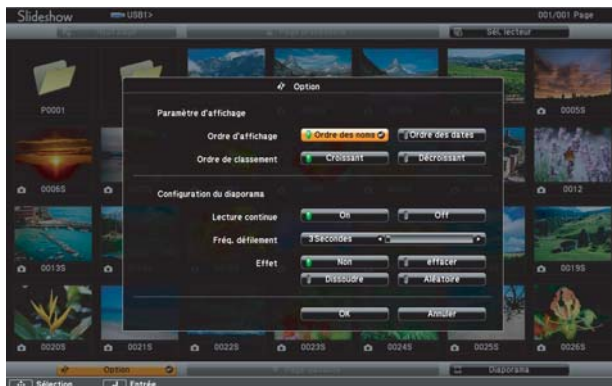 Slideshow USB1> 001/001 Page
Sél. lecteur
Option
P0001 0005S
Paramètre d'affichage
Ordre d'affichage Ordre des noms Ordre des dates
Ordre de classement Croissant Décroissant
0006S 0012
Configuration du diaporama
Lecture continue On Off
Fréq. défilement 3Secondes
0013S 0019S
Effet Non effacer
Dissoudre Aléatoire
OK Annuler
0020S 0021S 0022S 0023S 0024S 0025S 0026S
Option Diaporama
Sélection Entrée